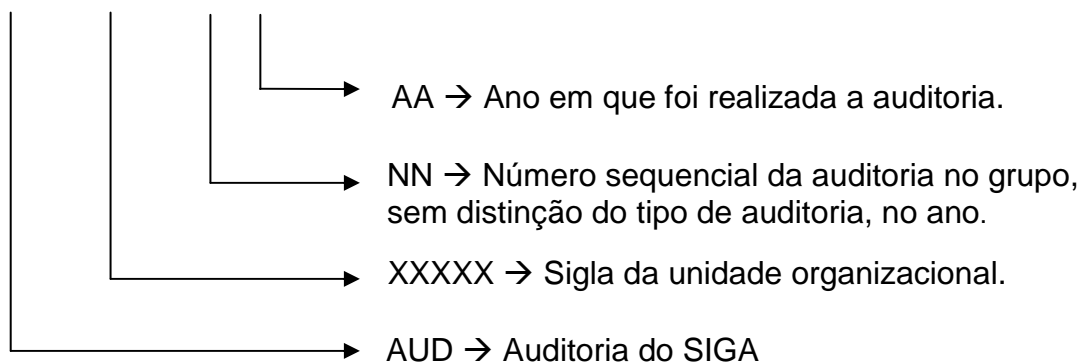 AA → Ano em que foi realizada a auditoria.
NN → Número sequencial da auditoria no grupo,
sem distinção do tipo de auditoria, no ano.
XXXXX → Sigla da unidade organizacional.
AUD → Auditoria do SIGA